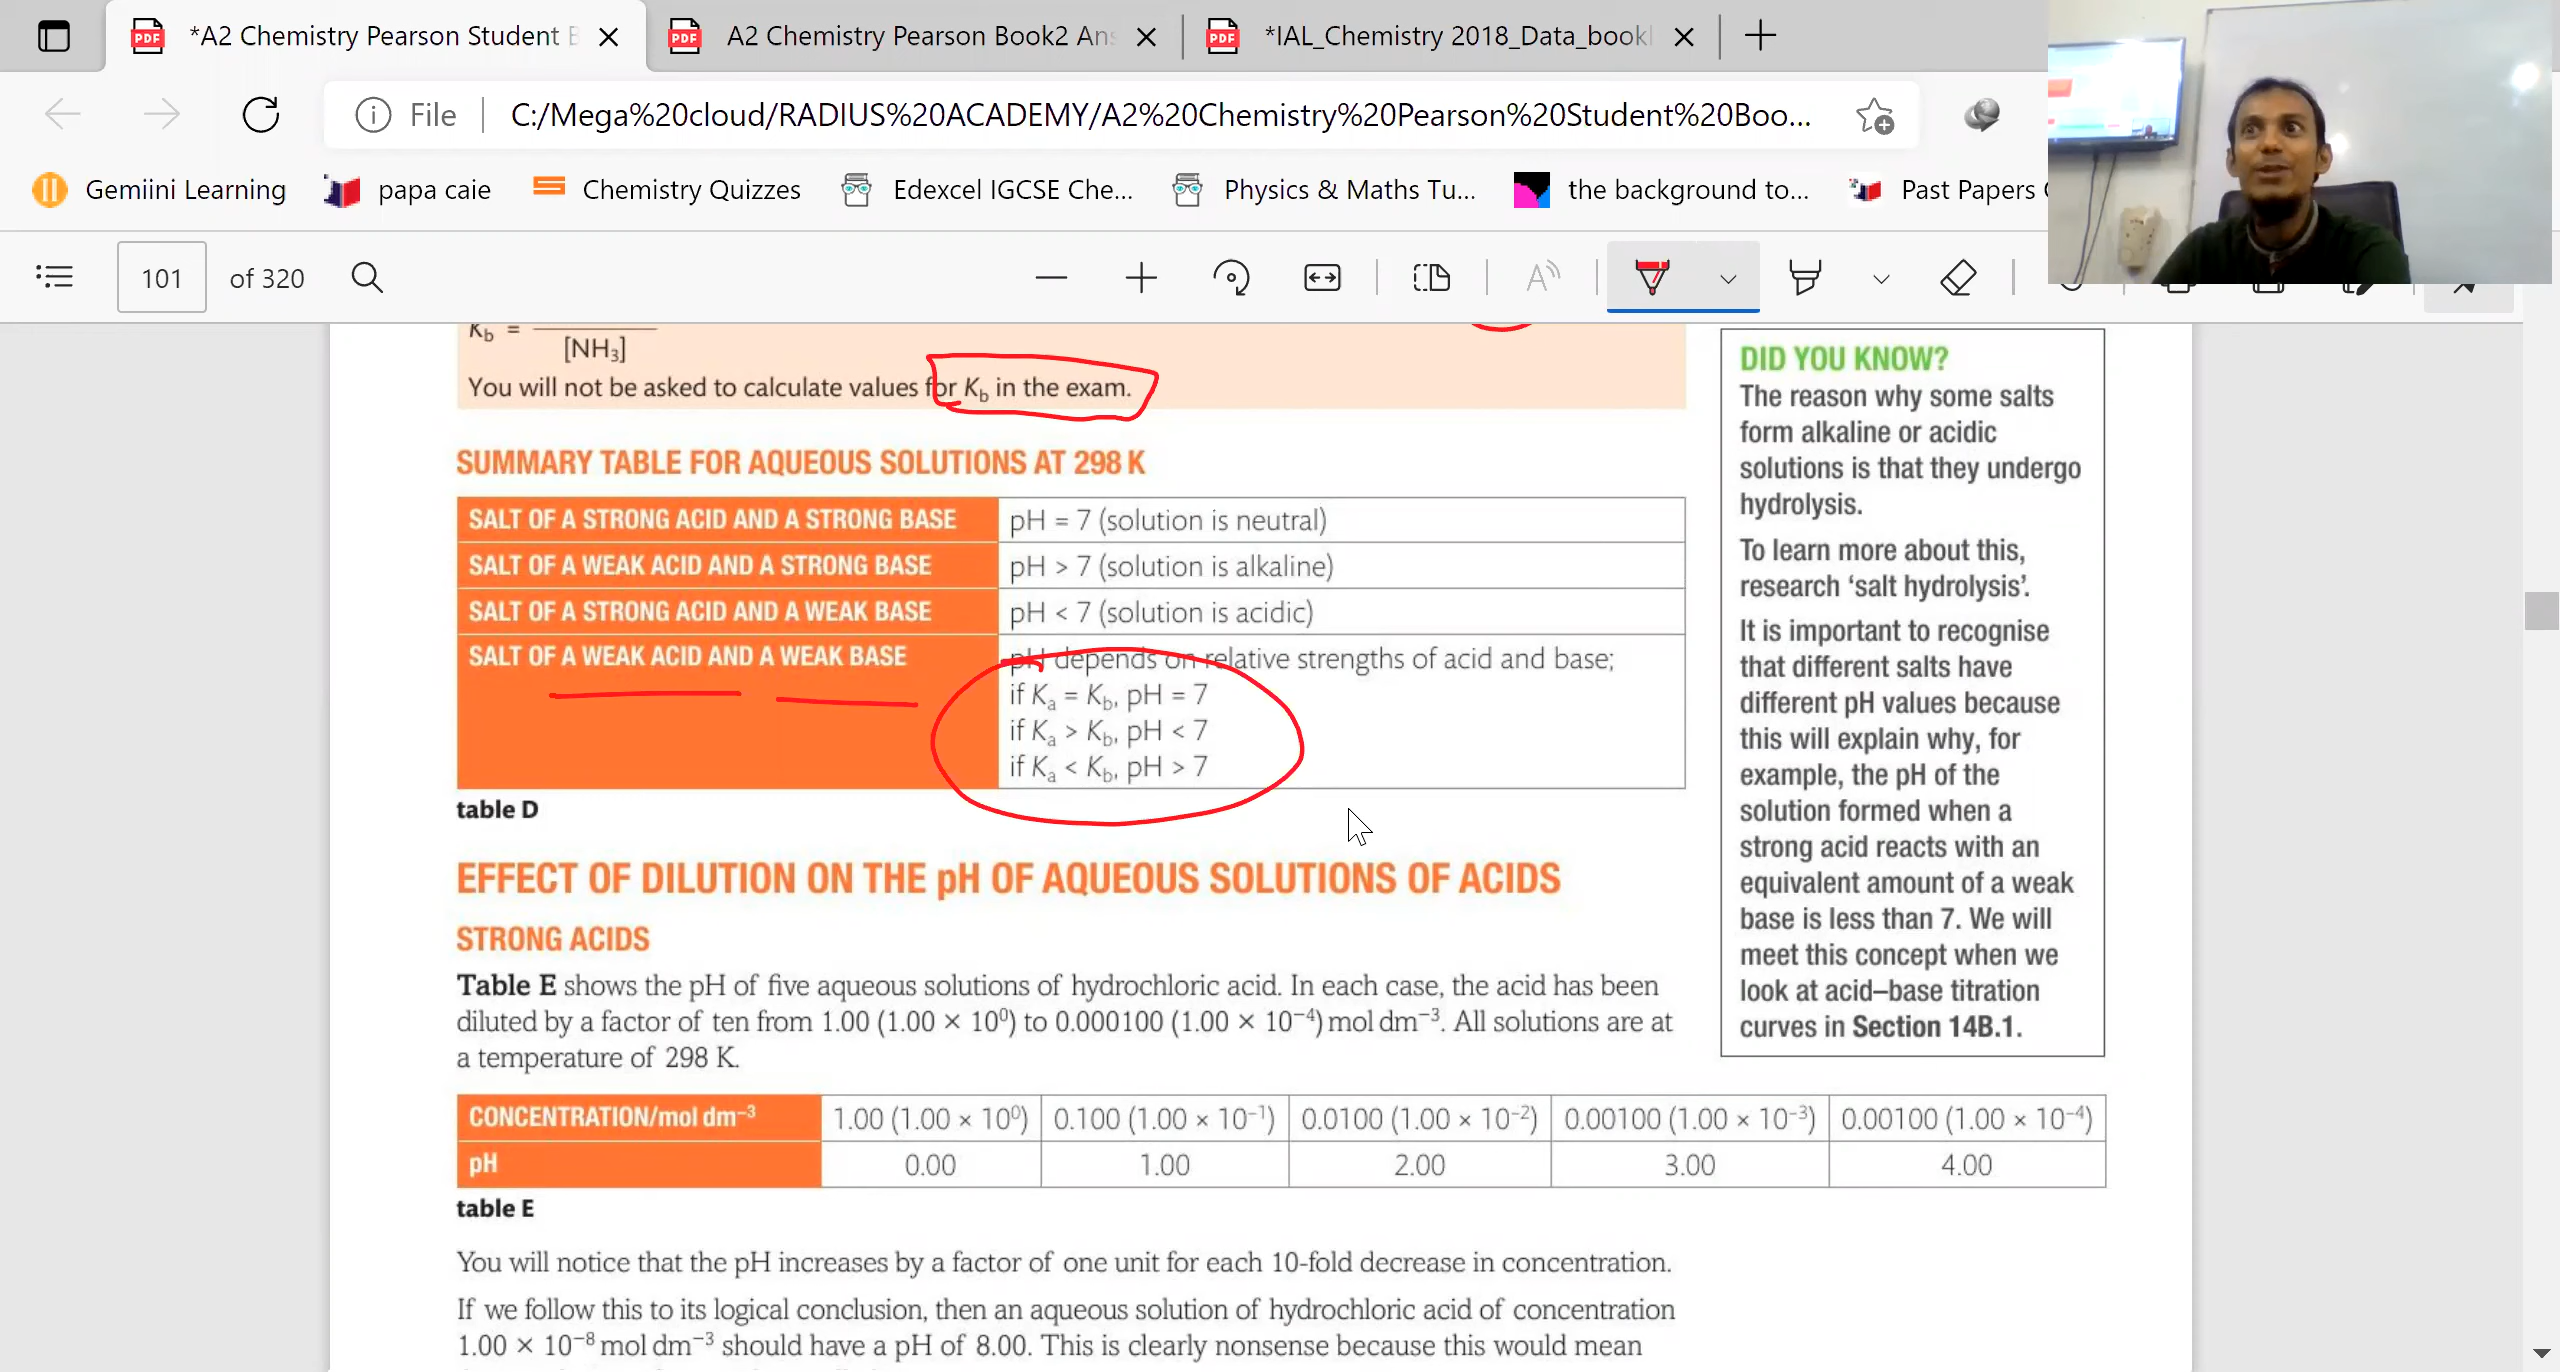 *A2 Chemistry Pearson Student B
A2 Chemistry Pearson Book2 Ans
*IAL_Chemistry 2018_Data_bookl
File
C:/Mega%20cloud/RADIUS%20ACADEMY/A2%20Chemistry%20Pearson%20Student%20Boo...
Gemiini Learning
papa caie
Chemistry Quizzes
Edexcel IGCSE Che...
Physics & Maths Tu...
the background to...
Past Papers
101 of 320
K_b =
[NH₃]
You will not be asked to calculate values for K_b in the exam.
SUMMARY TABLE FOR AQUEOUS SOLUTIONS AT 298 K
SALT OF A STRONG ACID AND A STRONG BASE pH = 7 (solution is neutral)
SALT OF A WEAK ACID AND A STRONG BASE pH > 7 (solution is alkaline)
SALT OF A STRONG ACID AND A WEAK BASE pH < 7 (solution is acidic)
SALT OF A WEAK ACID AND A WEAK BASE pH depends on relative strengths of acid and base;
if Kₐ = K_b, pH = 7
if Kₐ > K_b, pH < 7
if Kₐ < K_b, pH > 7
table D
EFFECT OF DILUTION ON THE pH OF AQUEOUS SOLUTIONS OF ACIDS
STRONG ACIDS
Table E shows the pH of five aqueous solutions of hydrochloric acid. In each case, the acid has been
diluted by a factor of ten from 1.00 (1.00 × 10⁰) to 0.000100 (1.00 × 10⁻⁴) mol dm⁻³. All solutions are at
a temperature of 298 K.
CONCENTRATION/mol dm⁻³ 1.00 (1.00 × 10⁰) 0.100 (1.00 × 10⁻¹) 0.0100 (1.00 × 10⁻²) 0.00100 (1.00 × 10⁻³) 0.00100 (1.00 × 10⁻⁴)
pH 0.00 1.00 2.00 3.00 4.00
table E
You will notice that the pH increases by a factor of one unit for each 10-fold decrease in concentration.
If we follow this to its logical conclusion, then an aqueous solution of hydrochloric acid of concentration
1.00 × 10⁻⁸ mol dm⁻³ should have a pH of 8.00. This is clearly nonsense because this would mean
DID YOU KNOW?
The reason why some salts
form alkaline or acidic
solutions is that they undergo
hydrolysis.
To learn more about this,
research ‘salt hydrolysis’.
It is important to recognise
that different salts have
different pH values because
this will explain why, for
example, the pH of the
solution formed when a
strong acid reacts with an
equivalent amount of a weak
base is less than 7. We will
meet this concept when we
look at acid–base titration
curves in Section 14B.1.